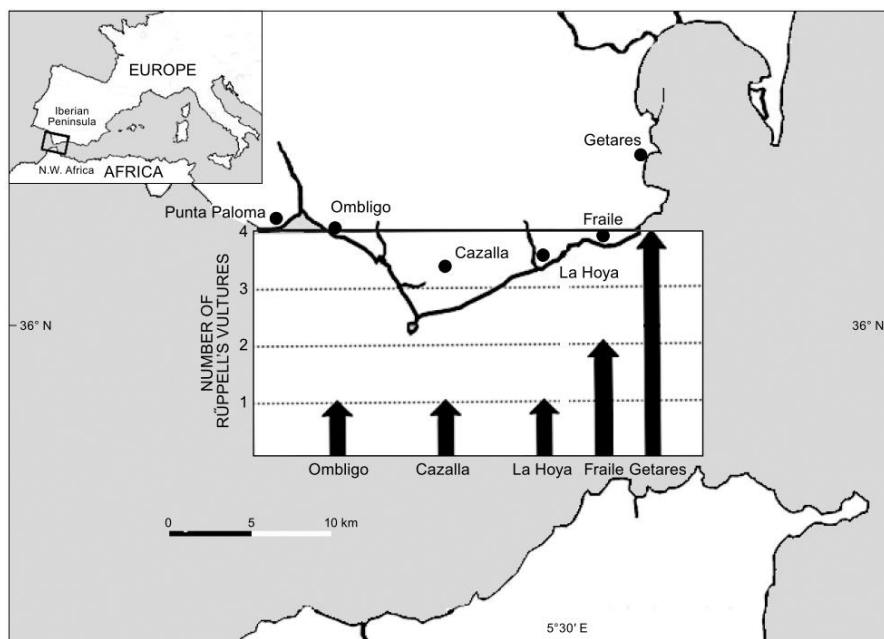 EUROPE
Iberian
Peninsula
N.W. Africa
AFRICA
Getares
Punta Paloma
Ombligo
Fraile
Cazalla
La Hoya
4
3
2
1
NUMBER OF
RÜPPELL'S VULTURES
36° N
36° N
Ombligo
Cazalla
La Hoya
Fraile
Getares
0
5
10 km
5°30' E